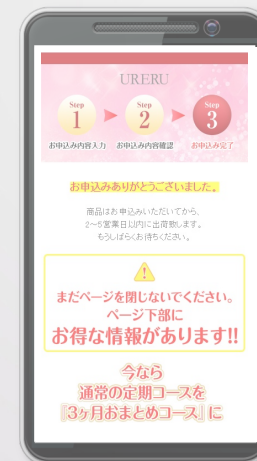 URERU
Step
1
Step
2
Step
3
お申込み内容入力
お申込み内容確認
お申込み完了
お申込みありがとうございました。
商品はお申込みいただいてから、
2～5営業日以内に出荷致します。
もうしばらくお待ちください。
まだページを閉じないでください。
ページ下部に
お得な情報があります!!
今なら
通常の定期コースを
『3ヶ月おまとめコース』に